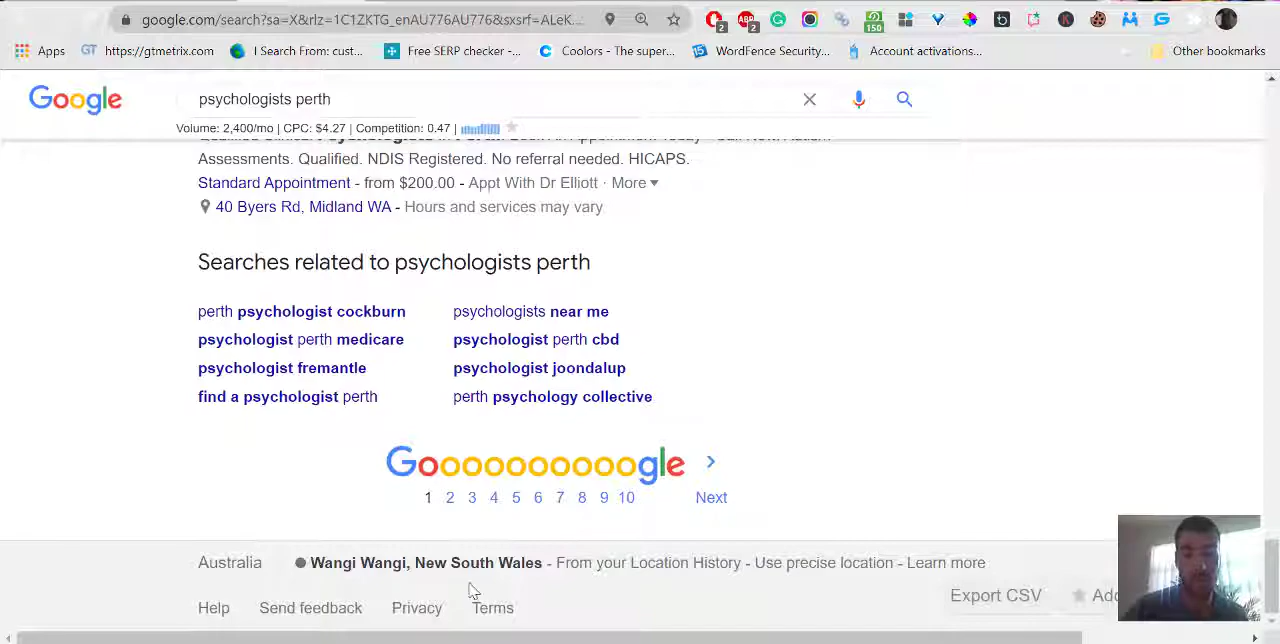 google.com/search?sa=X&rlz=1C1ZKTG_enAU776AU776&sxsrf=ALeK...
2
2
150
Apps
GT https://gtmetrix.com
I Search From: cust...
Free SERP checker -...
Coolors - The super...
WordFence Security,...
Account activations...
Other bookmarks
Google psychologists perth
Volume: 2,400/mo | CPC: $4.27 | Competition: 0.47 |
Assessments. Qualified. NDIS Registered. No referral needed. HICAPS.
Standard Appointment - from $200.00 - Appt With Dr Elliott · More
40 Byers Rd, Midland WA - Hours and services may vary
Searches related to psychologists perth
perth psychologist cockburn
psychologists near me
psychologist perth medicare
psychologist perth cbd
psychologist fremantle
psychologist joondalup
find a psychologist perth
perth psychology collective
Goooooooooogle >
1 2 3 4 5 6 7 8 9 10 Next
Australia
Wangi Wangi, New South Wales - From your Location History - Use precise location - Learn more
Export CSV
Help Send feedback Privacy Terms